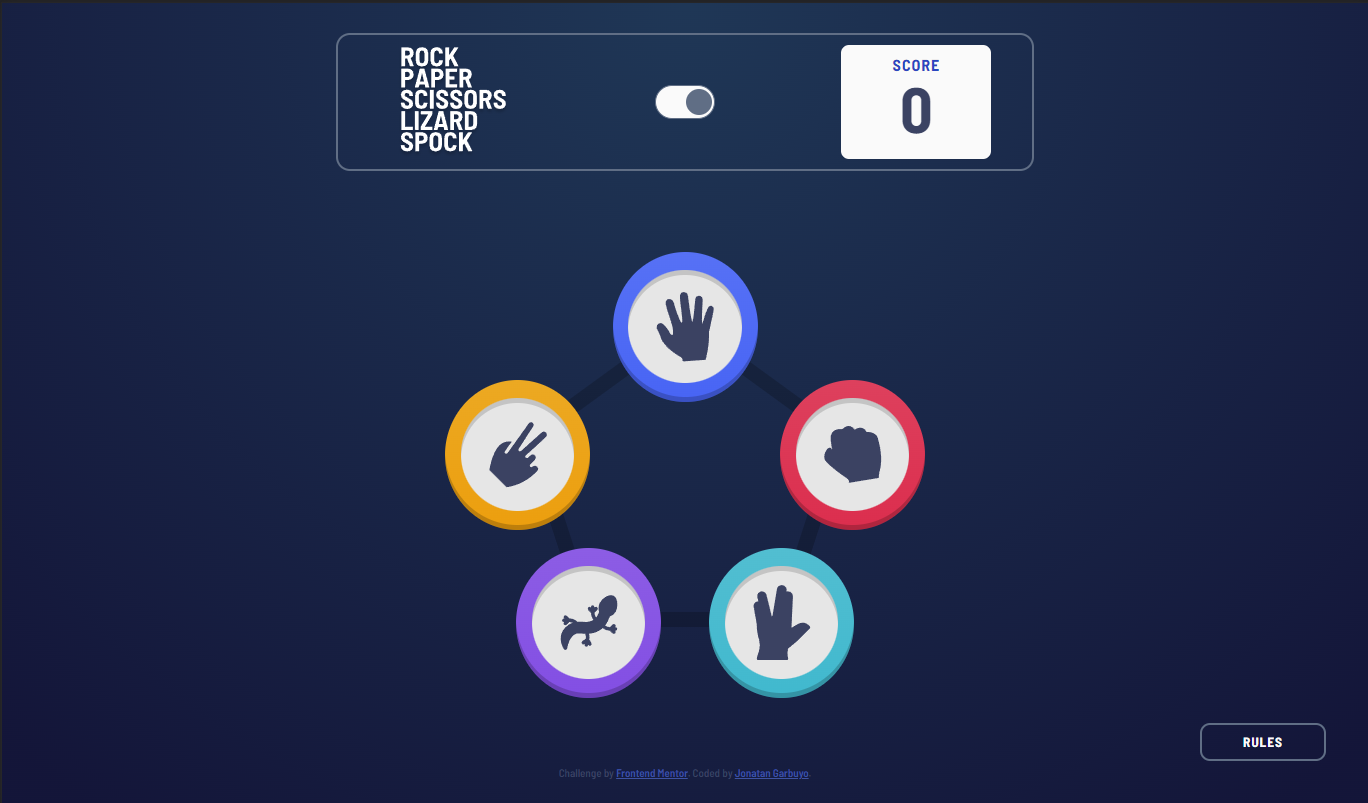 ROCK
PAPER
SCISSORS
LIZARD
SPOCK
SCORE
0
RULES
Challenge by Frontend Mentor. Coded by Jonatan Garbuyo.